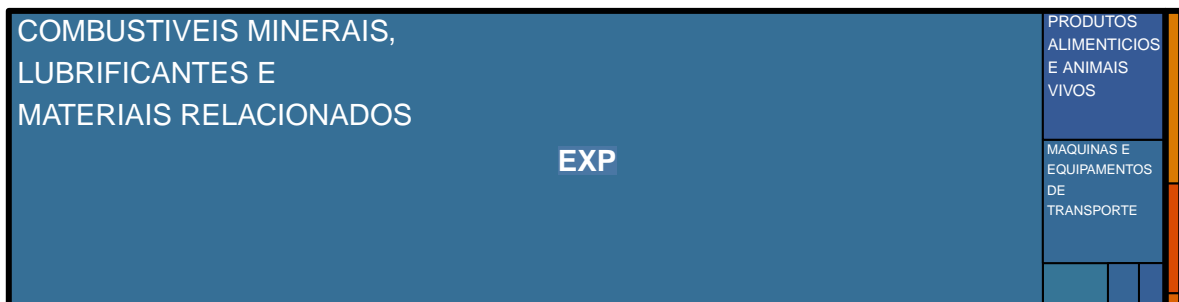 COMBUSTIVEIS MINERAIS,
LUBRIFICANTES E
MATERIAIS RELACIONADOS
EXP
PRODUTOS
ALIMENTICIOS
E ANIMAIS
VIVOS
MAQUINAS E
EQUIPAMENTOS
DE
TRANSPORTE